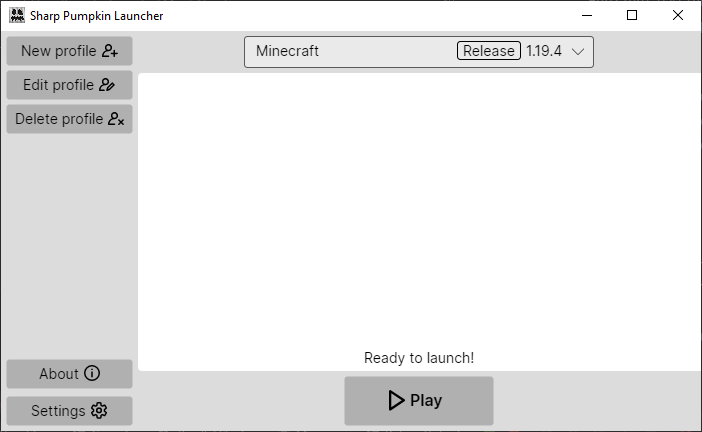 Sharp Pumpkin Launcher
New profile
Minecraft Release 1.19.4
Edit profile
Delete profile
Ready to launch!
About
Play
Settings